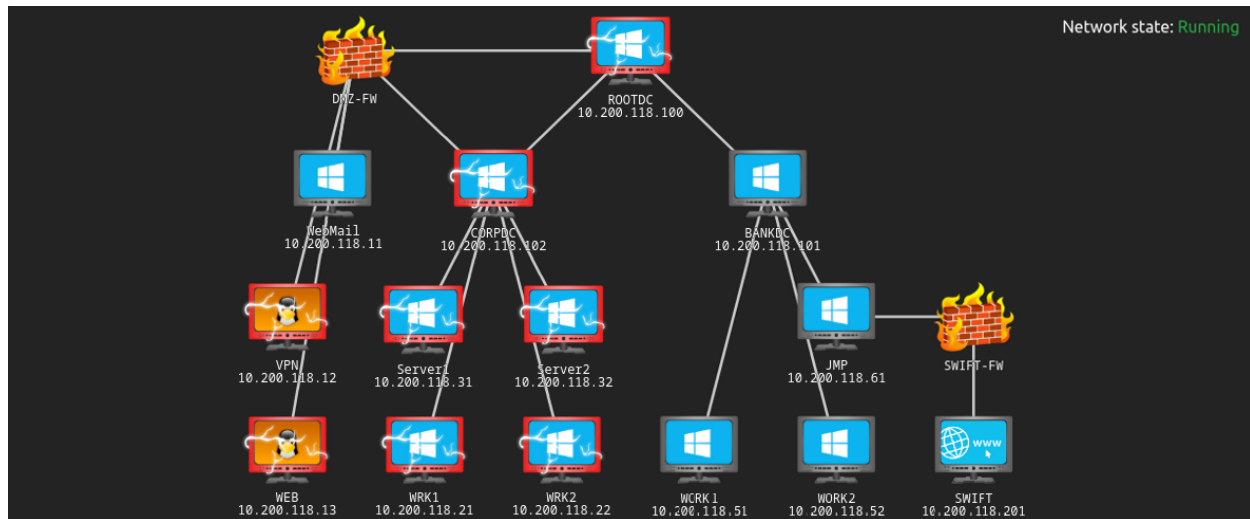 Network state: Running
DMZ-FW
ROOTDC
10.200.118.100
WebMail
10.200.118.11
CORPDC
10.200.118.102
BANKDC
10.200.118.101
VPN
10.200.118.12
Server1
10.200.118.31
Server2
10.200.118.32
JMP
10.200.118.61
SWIFT-FW
www
WEB
10.200.118.13
WRK1
10.200.118.21
WRK2
10.200.118.22
WORK1
10.200.118.51
WORK2
10.200.118.52
SWIFT
10.200.118.201